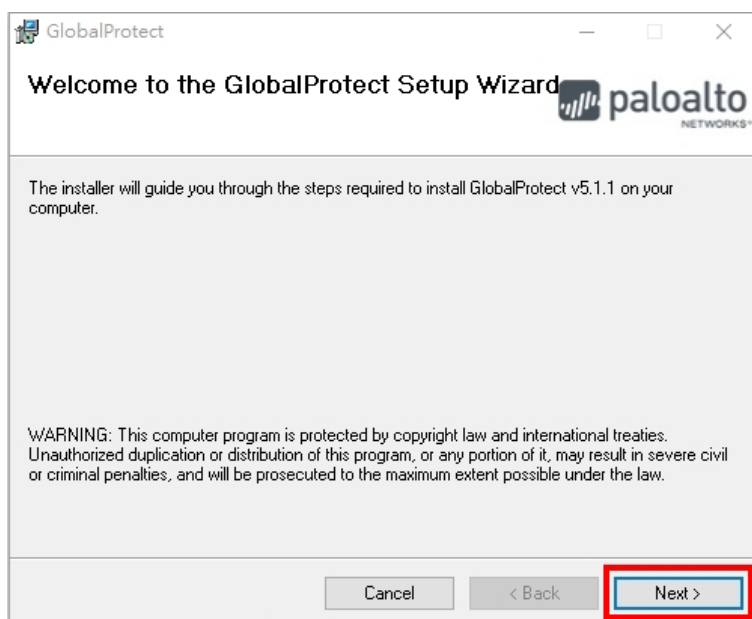 GlobalProtect
Welcome to the GlobalProtect Setup Wizard
paloalto
NETWORKS
The installer will guide you through the steps required to install GlobalProtect v5.1.1 on your
computer.
WARNING: This computer program is protected by copyright law and international treaties.
Unauthorized duplication or distribution of this program, or any portion of it, may result in severe civil
or criminal penalties, and will be prosecuted to the maximum extent possible under the law.
Cancel
< Back
Next >